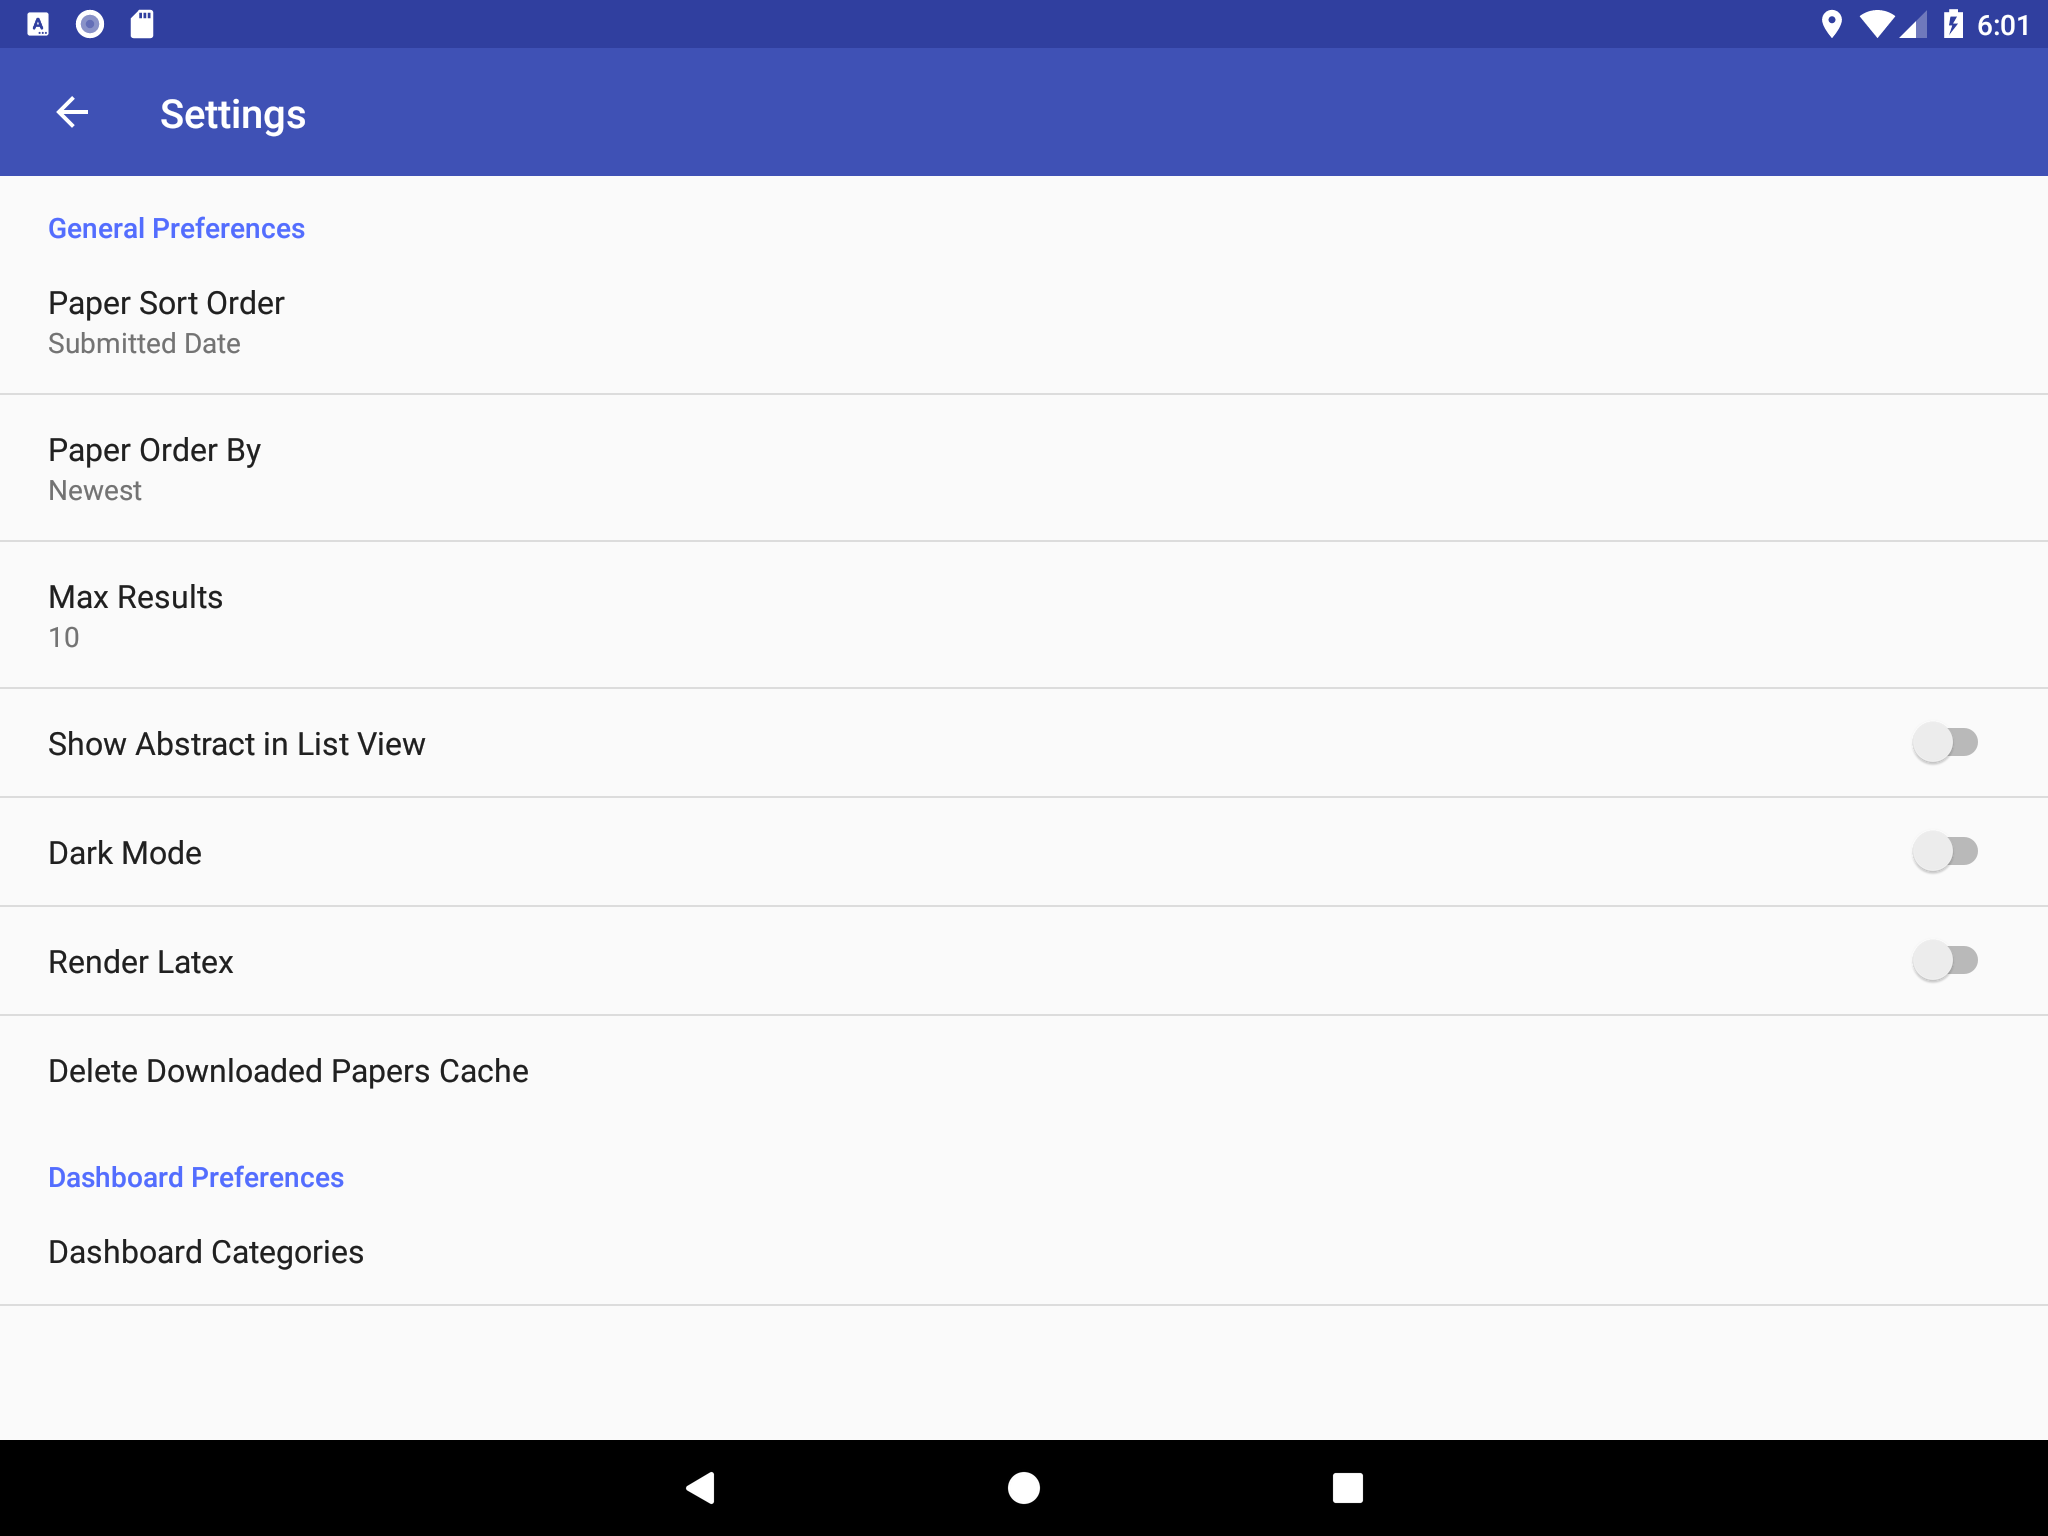 6:01
Settings
General Preferences
Paper Sort Order
Submitted Date
Paper Order By
Newest
Max Results
10
Show Abstract in List View
Dark Mode
Render Latex
Delete Downloaded Papers Cache
Dashboard Preferences
Dashboard Categories